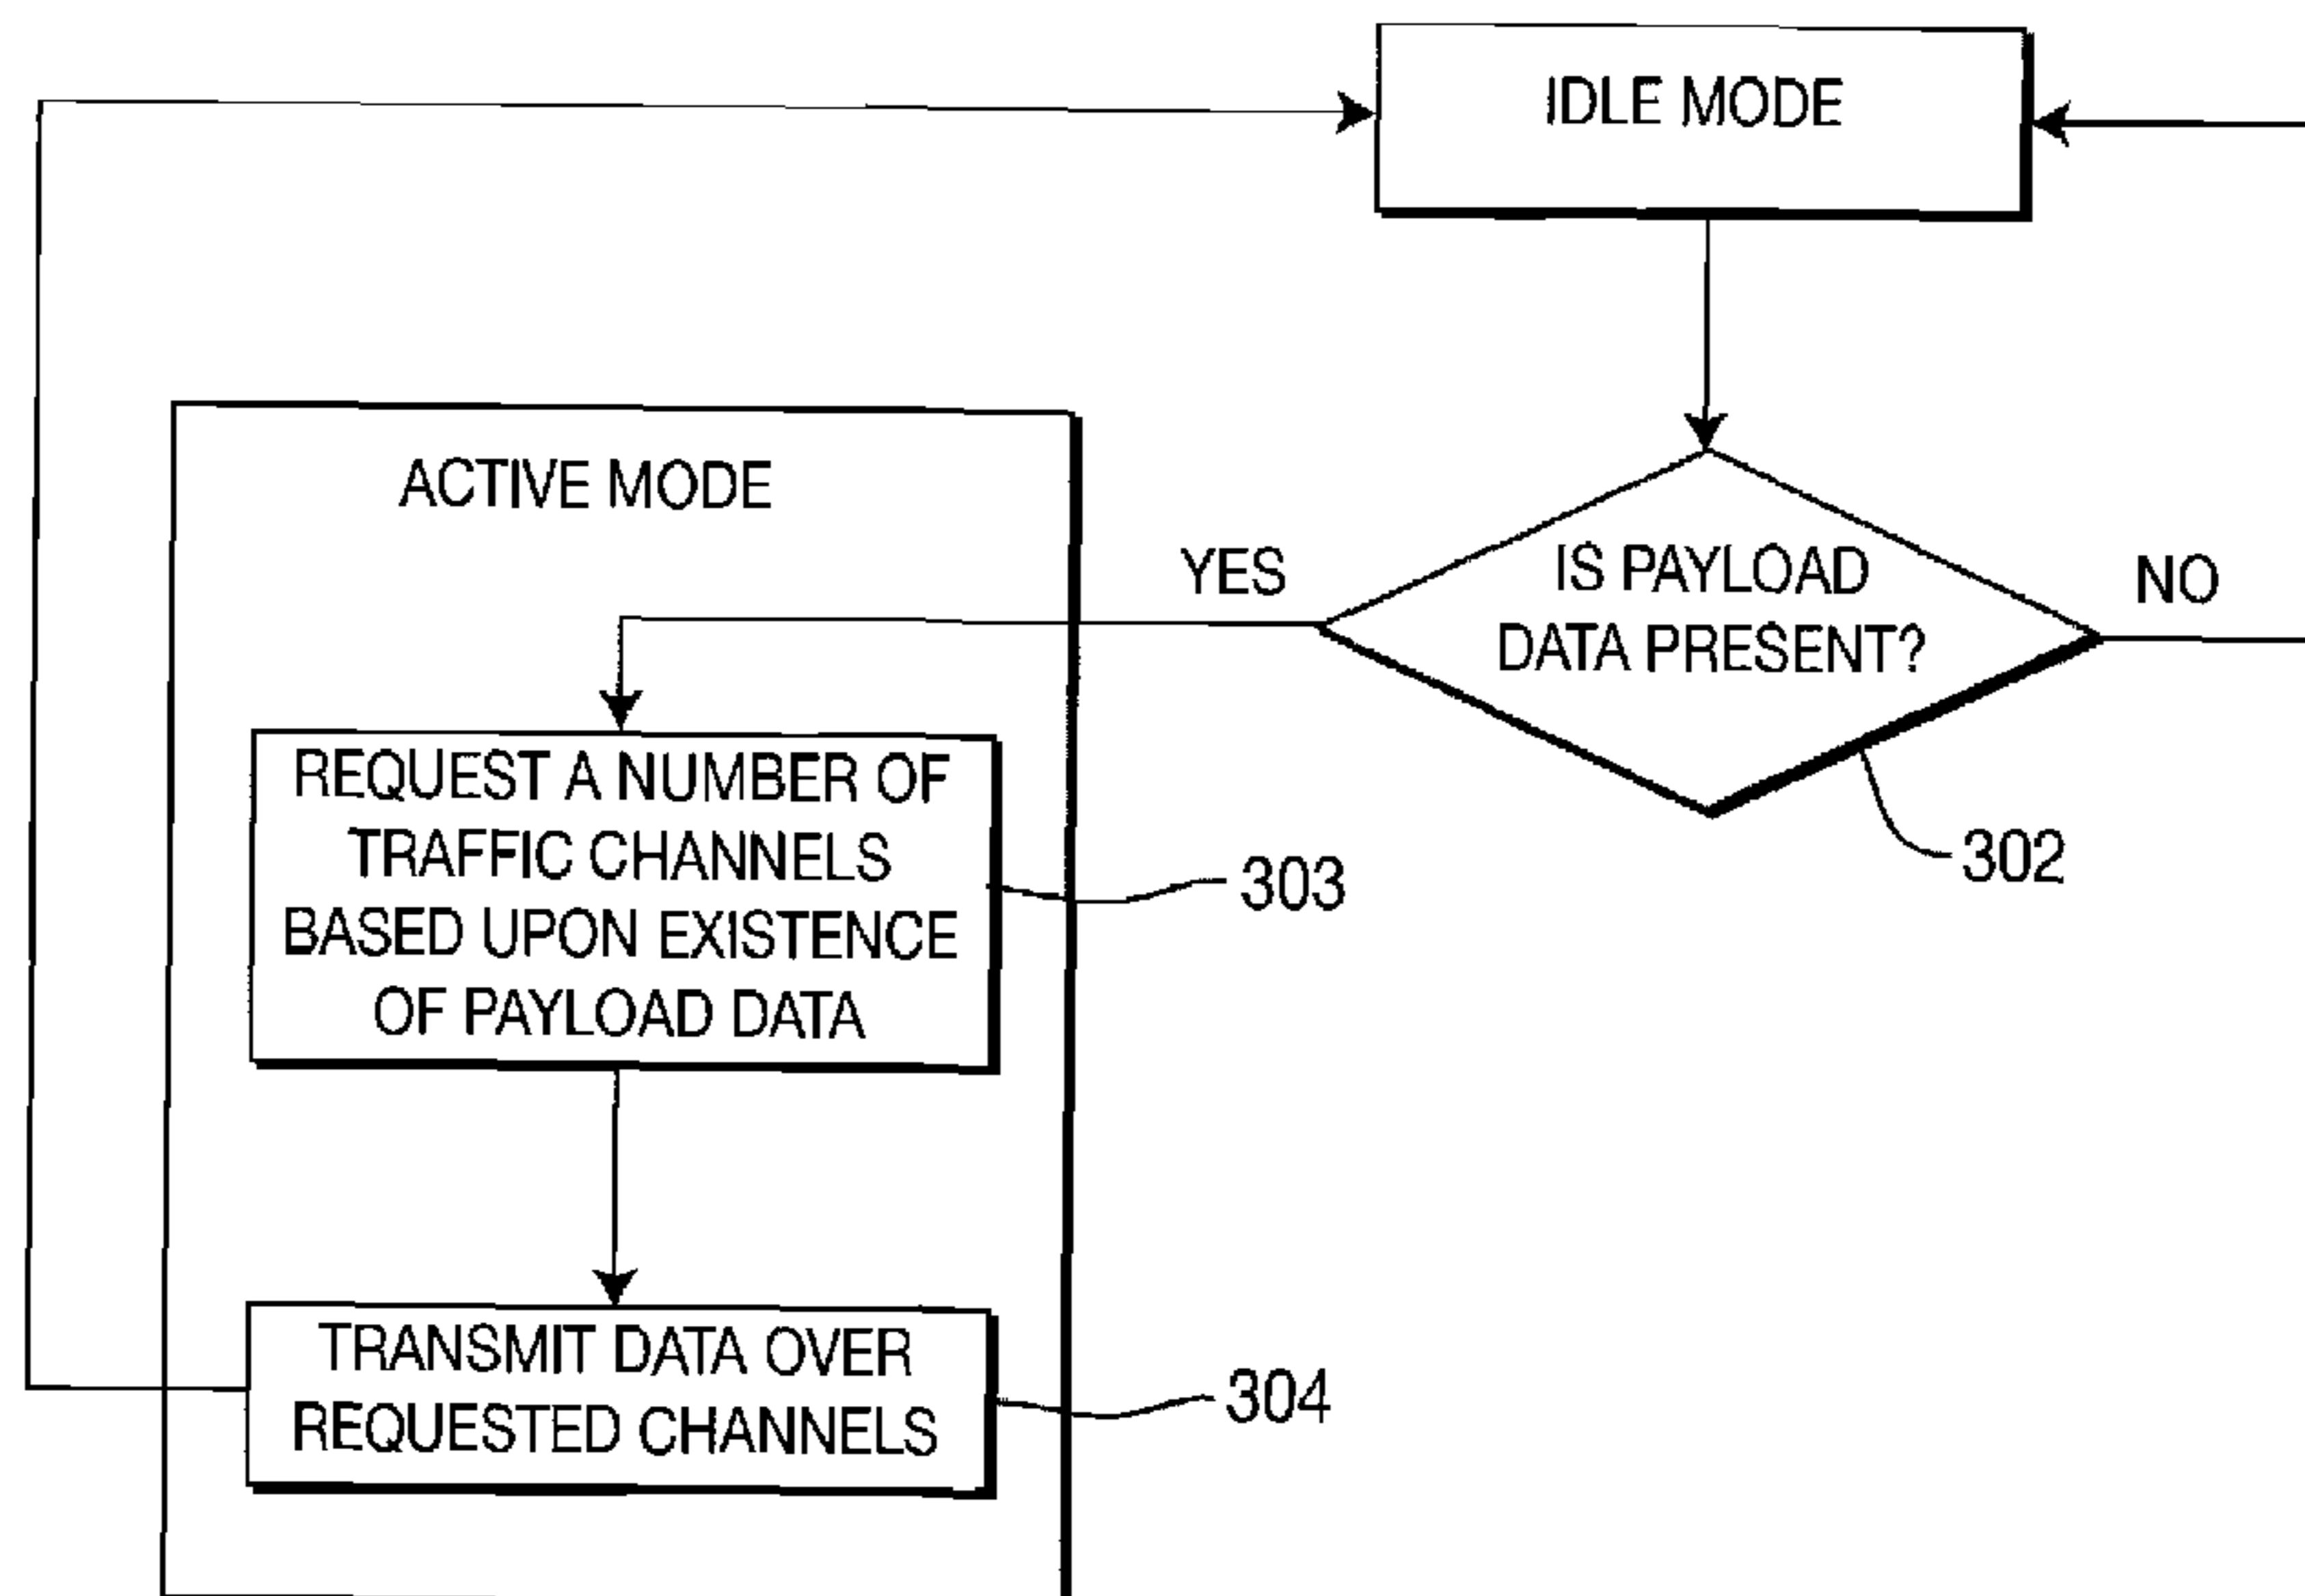 IDLE MODE
ACTIVE MODE
YES
IS PAYLOAD
DATA PRESENT?
NO
302
REQUEST A NUMBER OF
TRAFFIC CHANNELS
BASED UPON EXISTENCE
OF PAYLOAD DATA
303
TRANSMIT DATA OVER
REQUESTED CHANNELS
304